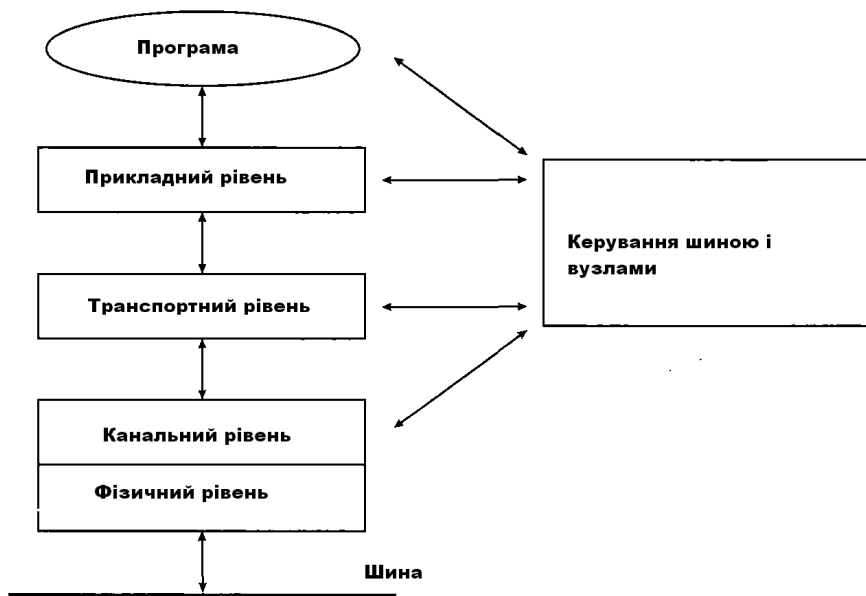 Програма
Прикладний рівень
Керування шиною і
вузлами
Транспортний рівень
Канальний рівень
Фізичний рівень
Шина